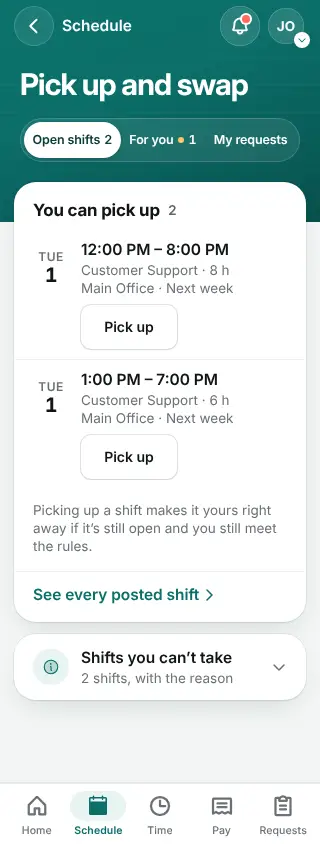 Schedule
JO
Pick up and swap
Open shifts 2
For you 1
My requests
You can pick up 2
TUE
1
12:00 PM – 8:00 PM
Customer Support · 8 h
Main Office · Next week
Pick up
TUE
1
1:00 PM – 7:00 PM
Customer Support · 6 h
Main Office · Next week
Pick up
Picking up a shift makes it yours right
away if it’s still open and you still meet
the rules.
See every posted shift
Shifts you can’t take
2 shifts, with the reason
Home
Schedule
Time
Pay
Requests